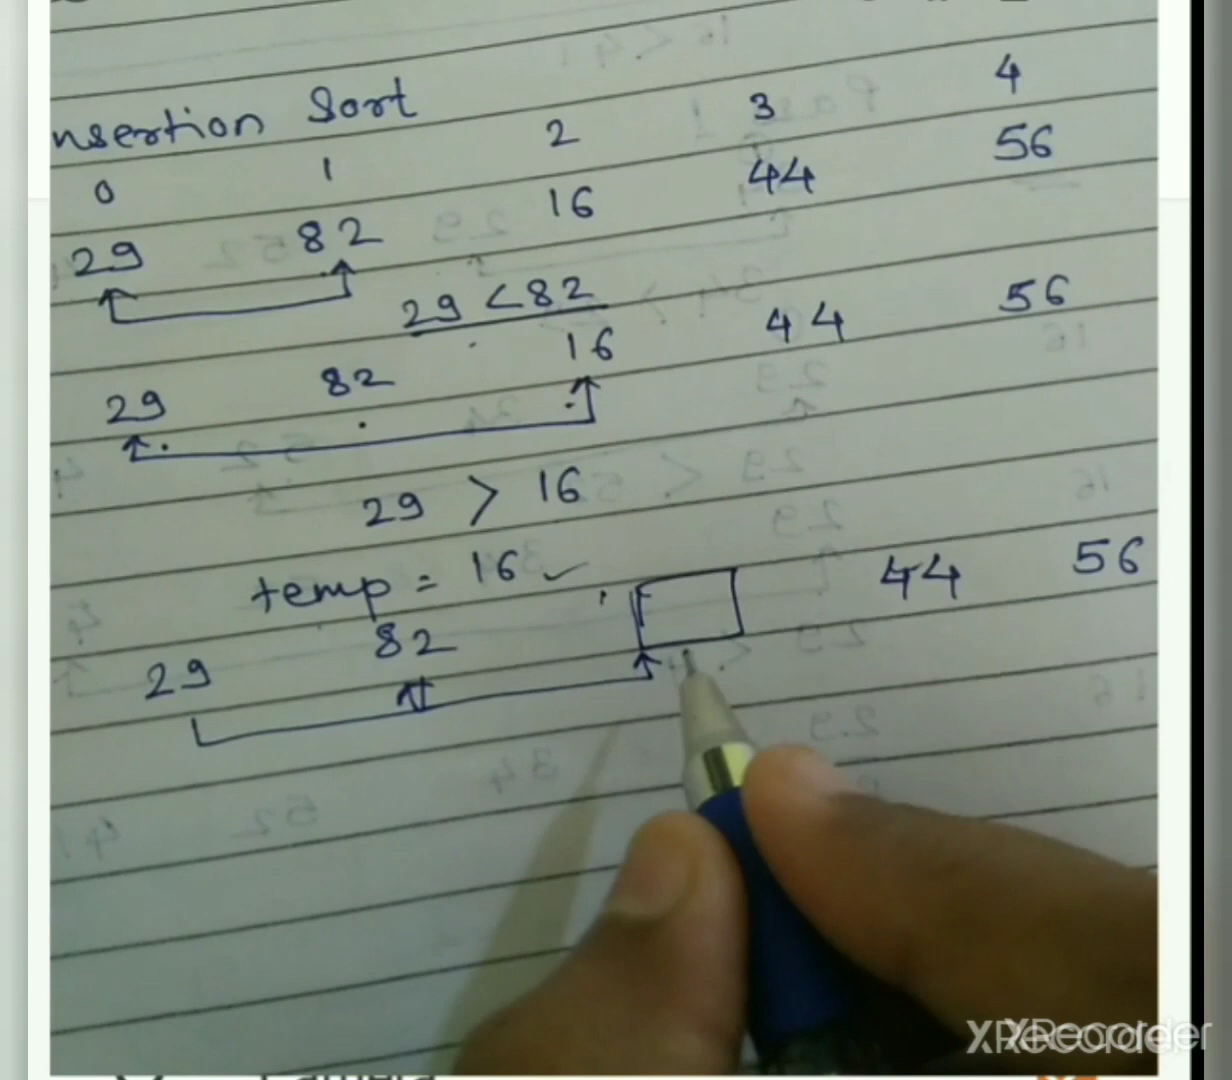 nsertion Sort
0 1 2 3 4
29 82 16 44 56
29 < 82
29 82 16 44 56
29 > 16
temp = 16 ✓
29 82 44 56
XRecorder